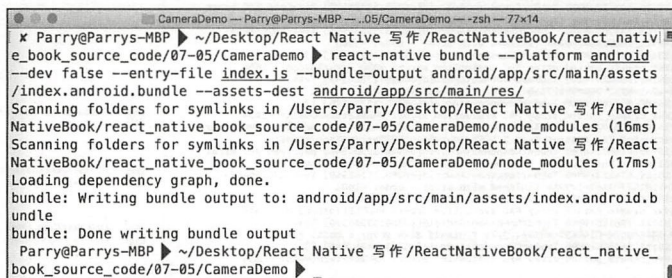 CameraDemo — Parry@Parrys-MBP — ..05/CameraDemo — -zsh — 77×14
✘ Parry@Parrys-MBP ▶ ~/Desktop/React Native 写作/ReactNativeBook/react_nativ
e_book_source_code/07-05/CameraDemo ▶ react-native bundle --platform android
--dev false --entry-file index.js --bundle-output android/app/src/main/assets
/index.android.bundle --assets-dest android/app/src/main/res/
Scanning folders for symlinks in /Users/Parry/Desktop/React Native 写作/React
NativeBook/react_native_book_source_code/07-05/CameraDemo/node_modules (16ms)
Scanning folders for symlinks in /Users/Parry/Desktop/React Native 写作/React
NativeBook/react_native_book_source_code/07-05/CameraDemo/node_modules (17ms)
Loading dependency graph, done.
bundle: Writing bundle output to: android/app/src/main/assets/index.android.b
undle
bundle: Done writing bundle output
Parry@Parrys-MBP ▶ ~/Desktop/React Native 写作/ReactNativeBook/react_native_
book_source_code/07-05/CameraDemo ▶